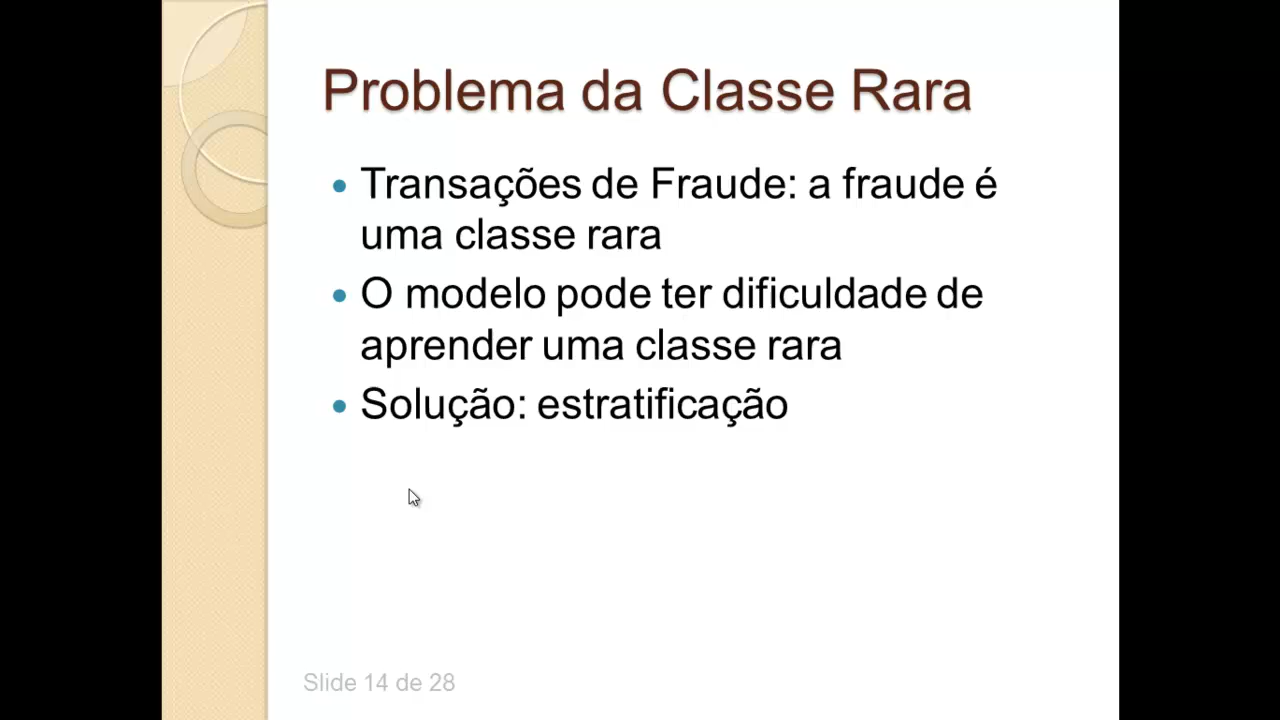 Problema da Classe Rara
Transações de Fraude: a fraude é
uma classe rara
O modelo pode ter dificuldade de
aprender uma classe rara
Solução: estratificação
Slide 14 de 28